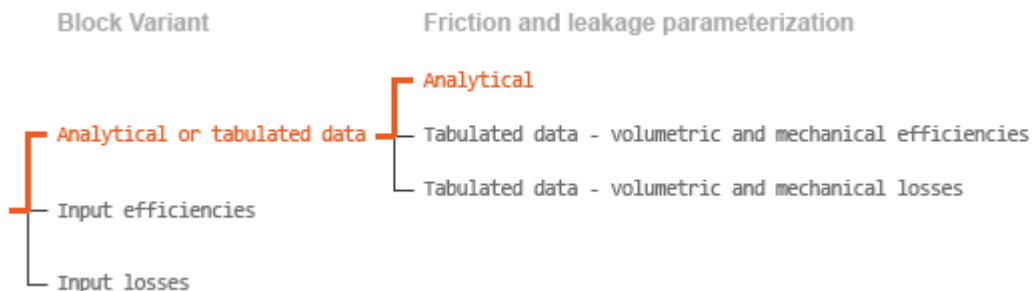 Block Variant
Friction and leakage parameterization
Analytical
Analytical or tabulated data
Tabulated data - volumetric and mechanical efficiencies
Tabulated data - volumetric and mechanical losses
Input efficiencies
Input losses